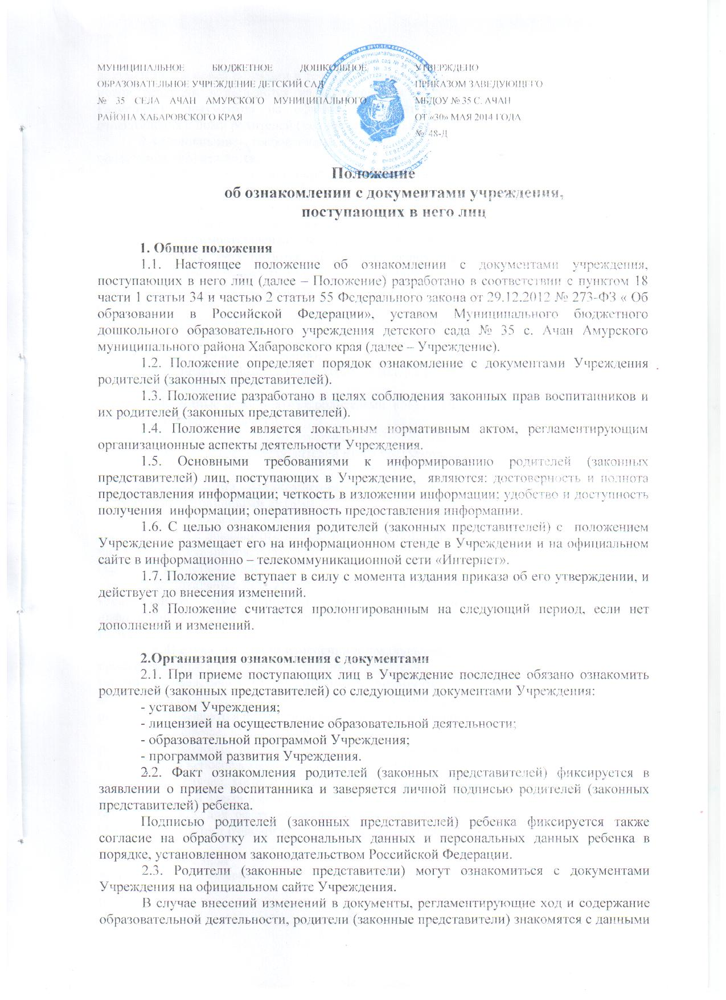 МУНИЦИПАЛЬНОЕ БЮДЖЕТНОЕ ДОШКОЛЬНОЕ
ОБРАЗОВАТЕЛЬНОЕ УЧРЕЖДЕНИЕ ДЕТСКИЙ САД
№ 35 СЕЛА АЧАН АМУРСКОГО МУНИЦИПАЛЬНОГО
РАЙОНА ХАБАРОВСКОГО КРАЯ
УТВЕРЖДЕНО
ПРИКАЗОМ ЗАВЕДУЮЩЕГО
МБДОУ № 35 С. АЧАН
ОТ «30» МАЯ 2014 ГОДА
№ 48-Д
Положение
об ознакомлении с документами учреждения,
поступающих в него лиц
1. Общие положения
1.1. Настоящее положение об ознакомлении с документами учреждения,
поступающих в него лиц (далее – Положение) разработано в соответствии с пунктом 18
части 1 статьи 34 и частью 2 статьи 55 Федерального закона от 29.12.2012 № 273-ФЗ « Об
образовании в Российской Федерации», уставом Муниципального бюджетного
дошкольного образовательного учреждения детского сада № 35 с. Ачан Амурского
муниципального района Хабаровского края (далее – Учреждение).
1.2. Положение определяет порядок ознакомление с документами Учреждения
родителей (законных представителей).
1.3. Положение разработано в целях соблюдения законных прав воспитанников и
их родителей (законных представителей).
1.4. Положение является локальным нормативным актом, регламентирующим
организационные аспекты деятельности Учреждения.
1.5. Основными требованиями к информированию родителей (законных
представителей) лиц, поступающих в Учреждение, являются: достоверность и полнота
предоставления информации; четкость в изложении информации; удобство и доступность
получения информации; оперативность предоставления информации.
1.6. С целью ознакомления родителей (законных представителей) с положением
Учреждение размещает его на информационном стенде в Учреждении и на официальном
сайте в информационно – телекоммуникационной сети «Интернет».
1.7. Положение вступает в силу с момента издания приказа об его утверждении, и
действует до внесения изменений.
1.8 Положение считается пролонгированным на следующий период, если нет
дополнений и изменений.
2.Организация ознакомления с документами
2.1. При приеме поступающих лиц в Учреждение последнее обязано ознакомить
родителей (законных представителей) со следующими документами Учреждения:
- уставом Учреждения;
- лицензией на осуществление образовательной деятельности;
- образовательной программой Учреждения;
- программой развития Учреждения.
2.2. Факт ознакомления родителей (законных представителей) фиксируется в
заявлении о приеме воспитанника и заверяется личной подписью родителей (законных
представителей) ребенка.
Подписью родителей (законных представителей) ребенка фиксируется также
согласие на обработку их персональных данных и персональных данных ребенка в
порядке, установленном законодательством Российской Федерации.
2.3. Родители (законные представители) могут ознакомиться с документами
Учреждения на официальном сайте Учреждения.
В случае внесений изменений в документы, регламентирующие ход и содержание
образовательной деятельности, родители (законные представители) знакомятся с данными